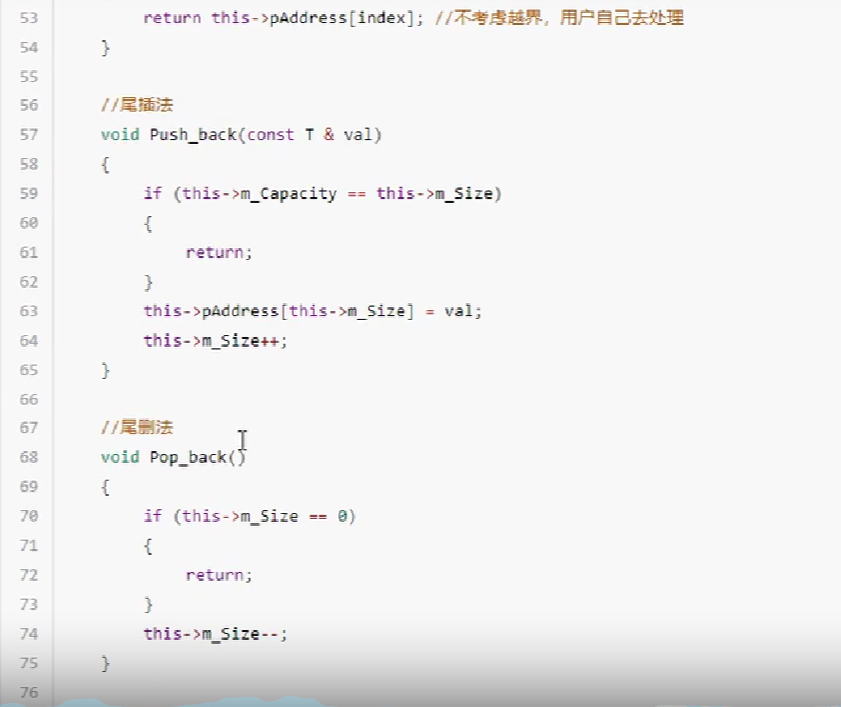 53 return this->pAddress[index]; //不考虑越界，用户自己去处理
54 }
55
56 //尾插法
57 void Push_back(const T & val)
58 {
59 if (this->m_Capacity == this->m_Size)
60 {
61 return;
62 }
63 this->pAddress[this->m_Size] = val;
64 this->m_Size++;
65 }
66
67 //尾删法
68 void Pop_back()
69 {
70 if (this->m_Size == 0)
71 {
72 return;
73 }
74 this->m_Size--;
75 }
76